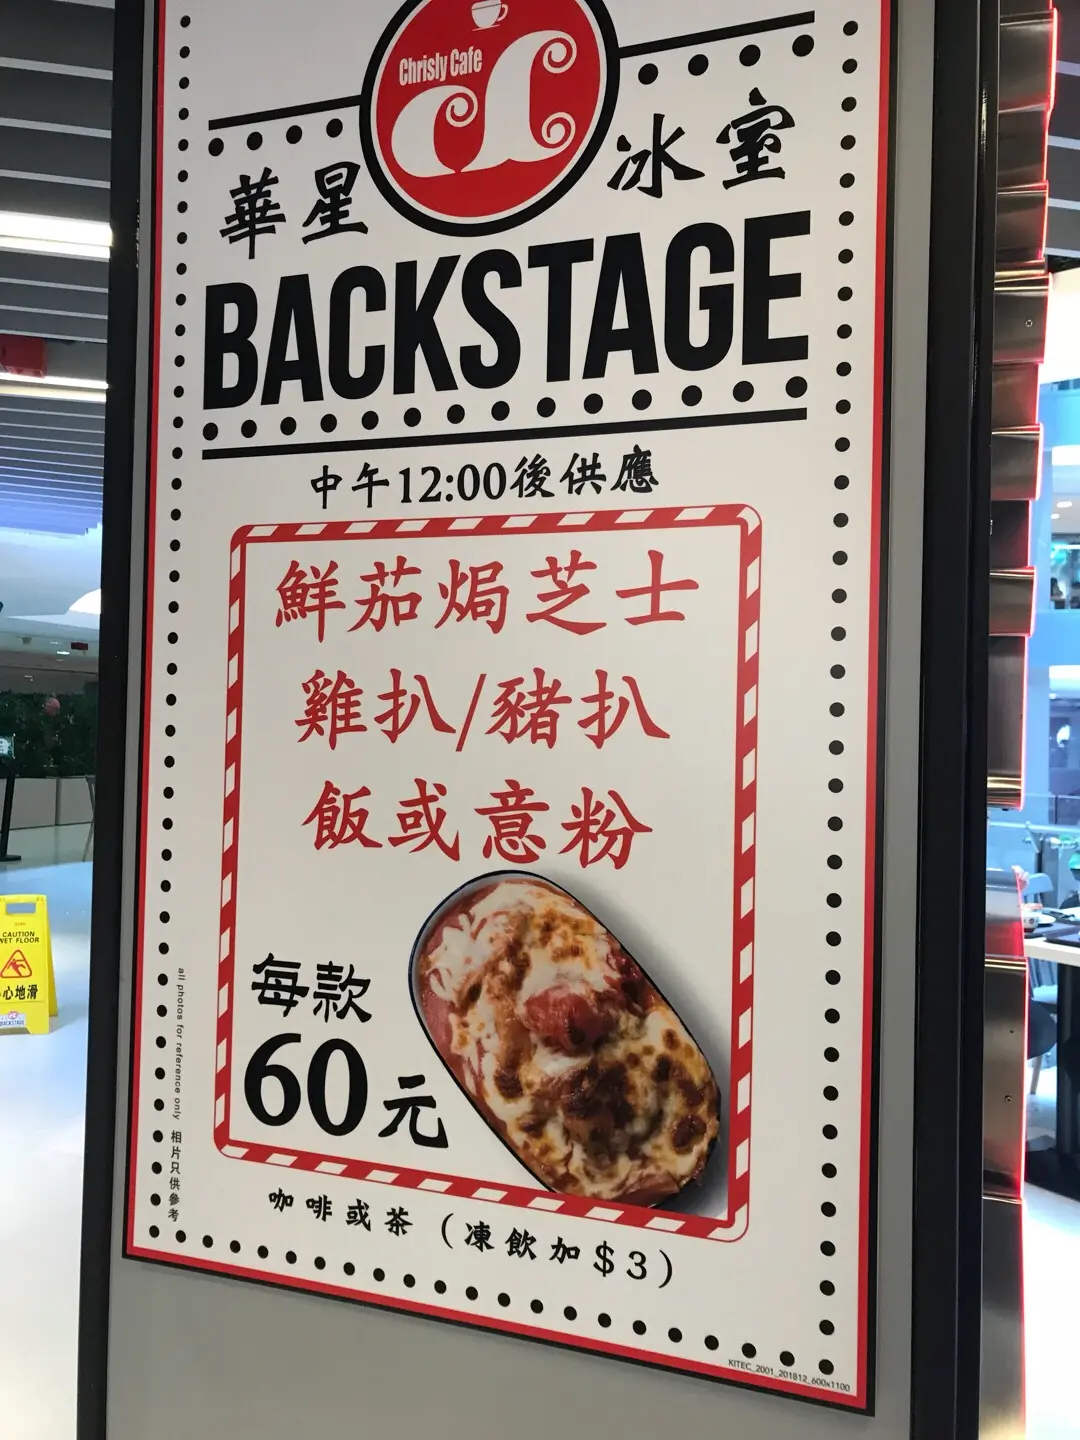 Chrisly Cafe
華星冰室
BACKSTAGE
中午12:00後供應
鮮茄焗芝士
雞扒/豬扒
飯或意粉
每款
60元
咖啡或茶（凍飲加$3）
all photos for reference only 相片只供參考
KITEC_2001_201812_600x1100
CAUTION
WET FLOOR
心地滑
BACKSTAGE